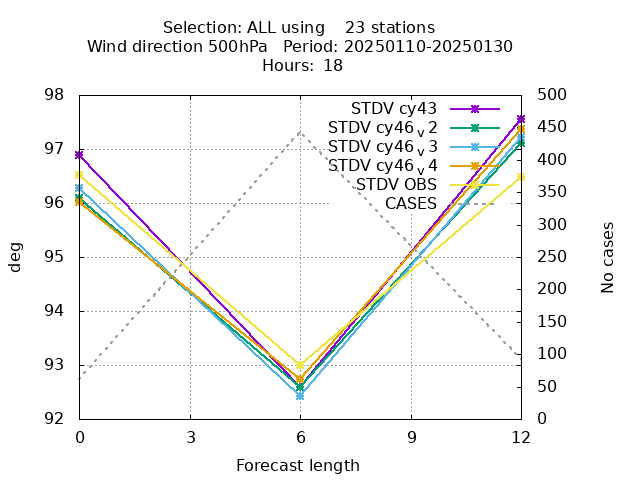 Selection: ALL using    23 stations
Wind direction 500hPa   Period: 20250110-20250130
Hours: 18
98 500
STDV cy43
450
STDV cy46_v2
97
STDV cy46_v3
400
STDV cy46_v4
350
STDV OBS
96
CASES
300
deg
95
No cases
250
200
94
150
93
100
50
92 0
0 3 6 9 12
Forecast length